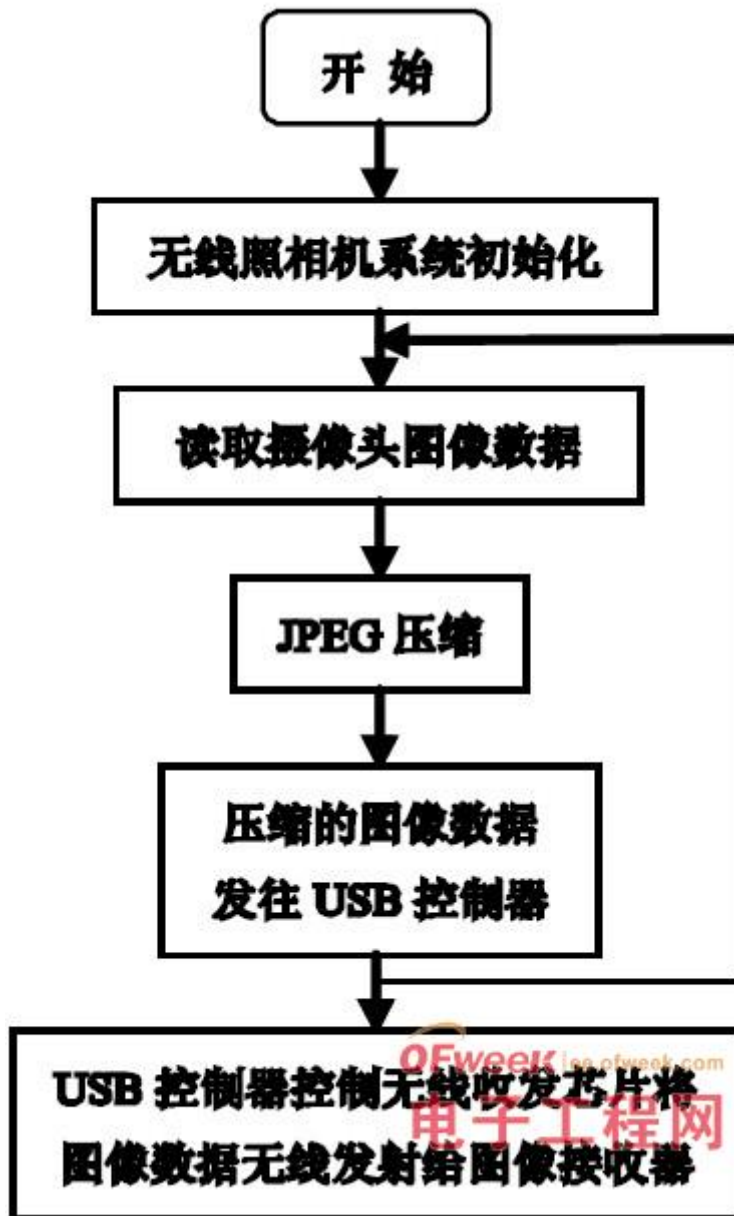 开 始
无线照相机系统初始化
读取摄像头图像数据
JPEG 压缩
压缩的图像数据
发往 USB 控制器
USB 控制器控制无线收发芯片将
图像数据无线发射给图像接收器
OFweek ee.ofweek.com
电子工程网